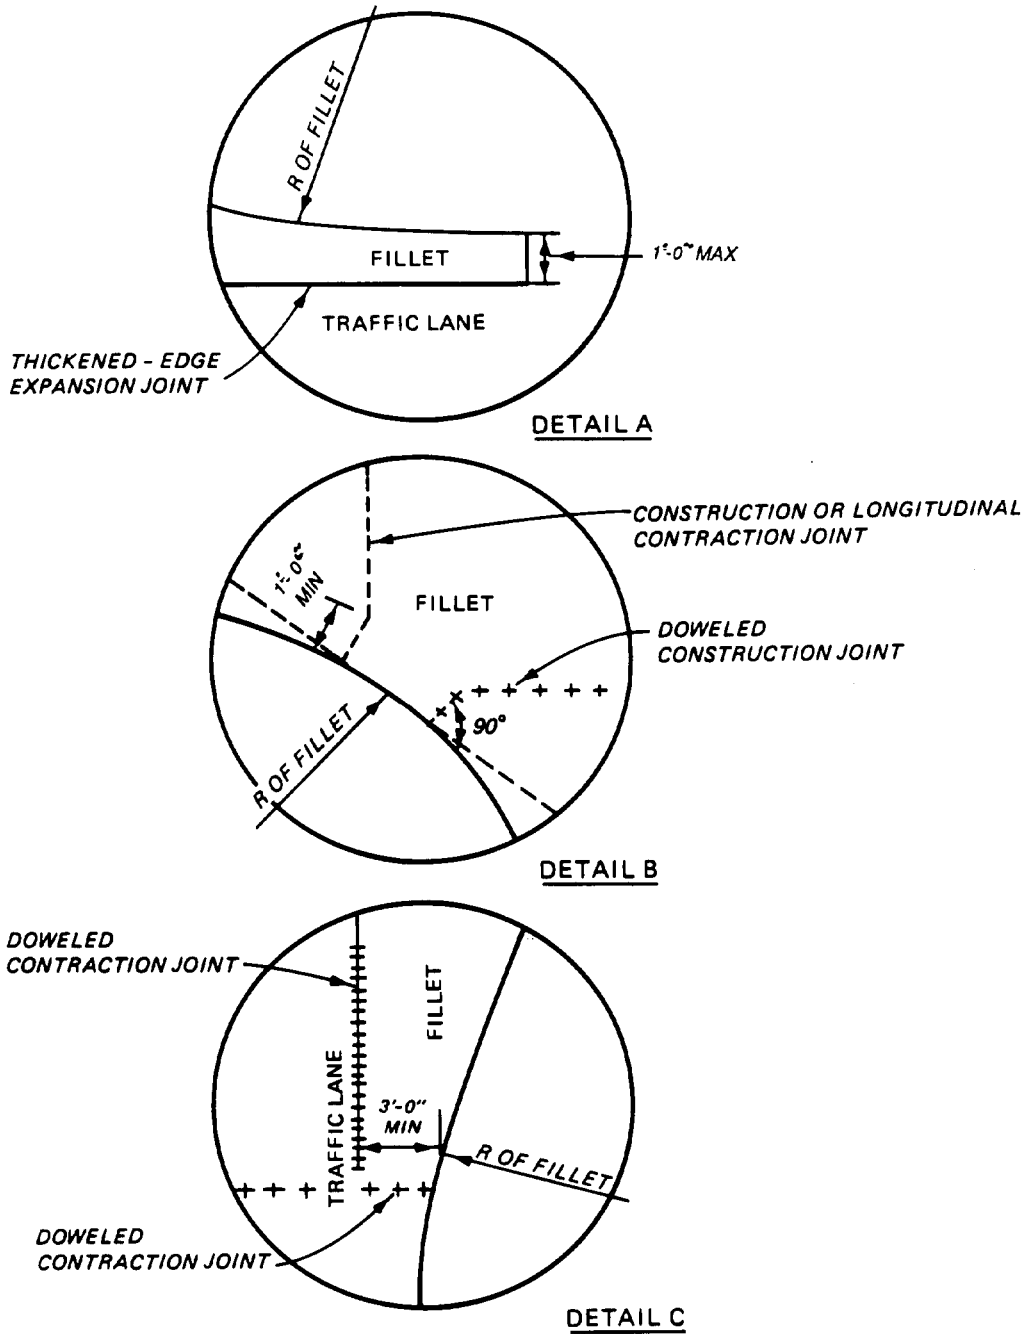 R OF FILLET
FILLET
1'-0" MAX
TRAFFIC LANE
THICKENED - EDGE
EXPANSION JOINT
DETAIL A
CONSTRUCTION OR LONGITUDINAL
CONTRACTION JOINT
1'-0"
MIN
FILLET
DOWELED
CONSTRUCTION JOINT
90°
R OF FILLET
DETAIL B
DOWELED
CONTRACTION JOINT
FILLET
TRAFFIC LANE
3'-0"
MIN
R OF FILLET
DOWELED
CONTRACTION JOINT
DETAIL C